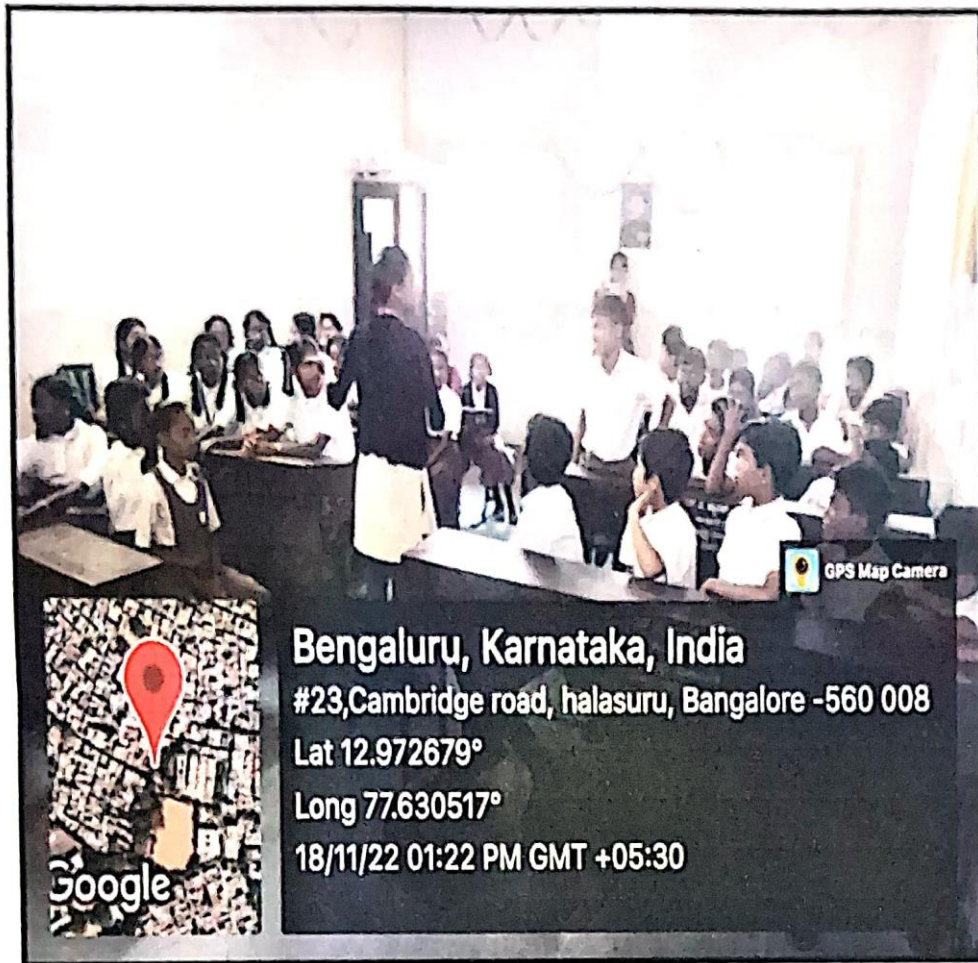 GPS Map Camera
Bengaluru, Karnataka, India
#23,Cambridge road, halasuru, Bangalore -560 008
Lat 12.972679°
Long 77.630517°
18/11/22 01:22 PM GMT +05:30
Google